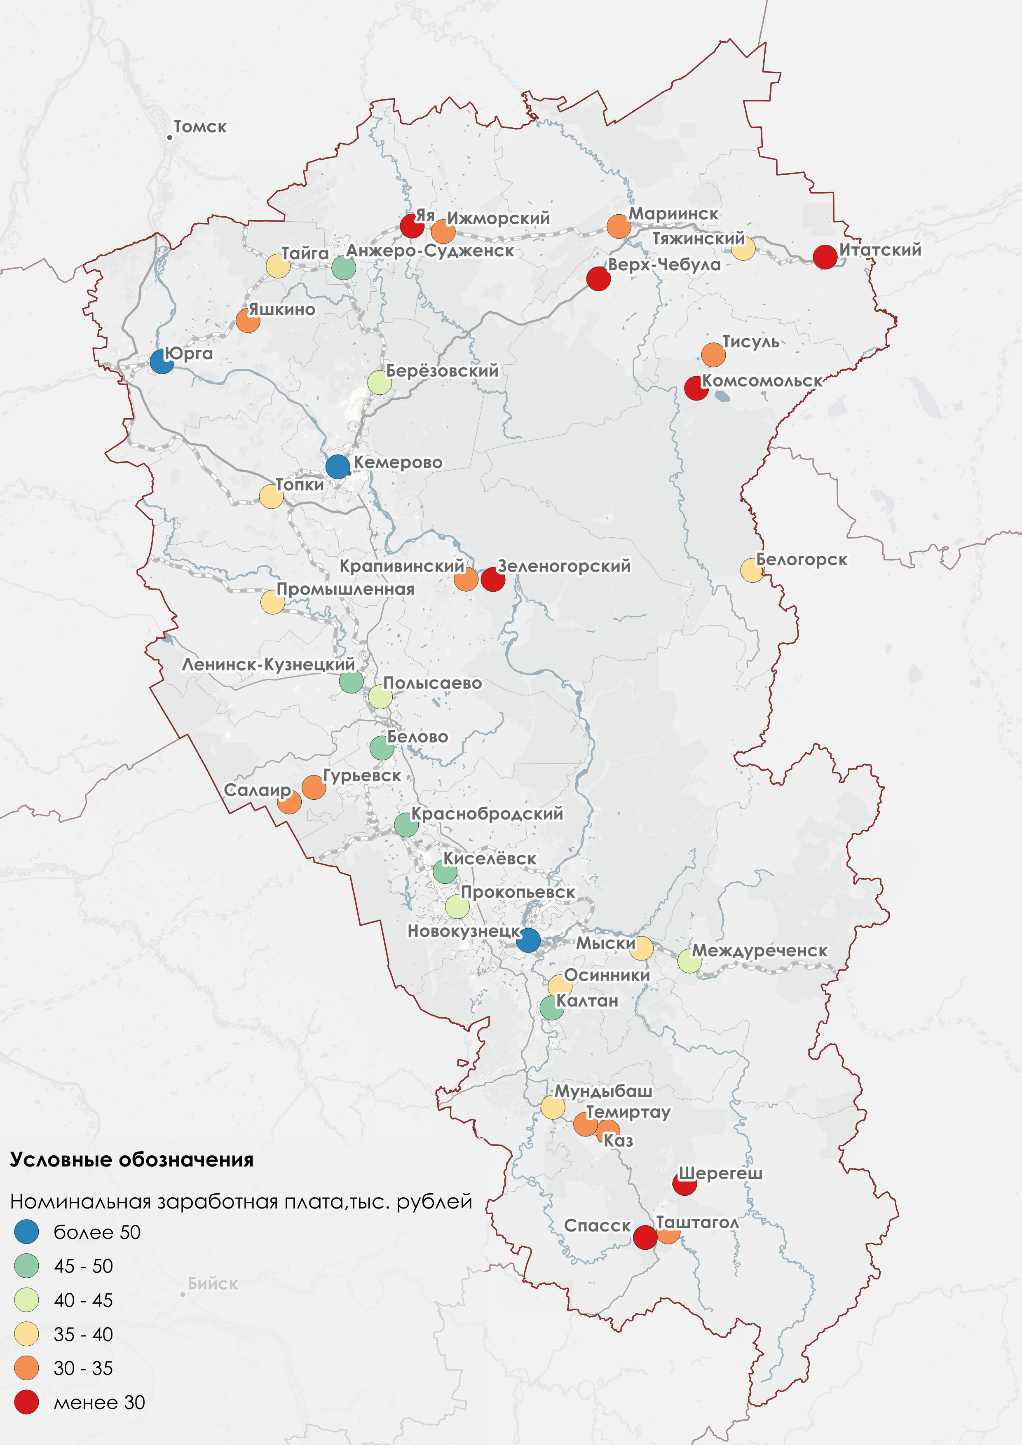 Томск
Яя
Ижморский
Мариинск
Тяжинский
Итатский
Тайга
Анжеро-Судженск
Верх-Чебула
Яшкино
Тисуль
Юрга
Берёзовский
Комсомольск
Кемерово
Топки
Белогорск
Крапивинский
Зеленогорский
Промышленная
Ленинск-Кузнецкий
Полысаево
Белово
Гурьевск
Салаир
Краснобродский
Киселёвск
Прокопьевск
Новокузнецк
Мыски
Междуреченск
Осинники
Калтан
Мундыбаш
Темиртау
Каз
Шерегеш
Спасск
Таштагол
Бийск
Условные обозначения
Номинальная заработная плата,тыс. рублей
более 50
45 - 50
40 - 45
35 - 40
30 - 35
менее 30